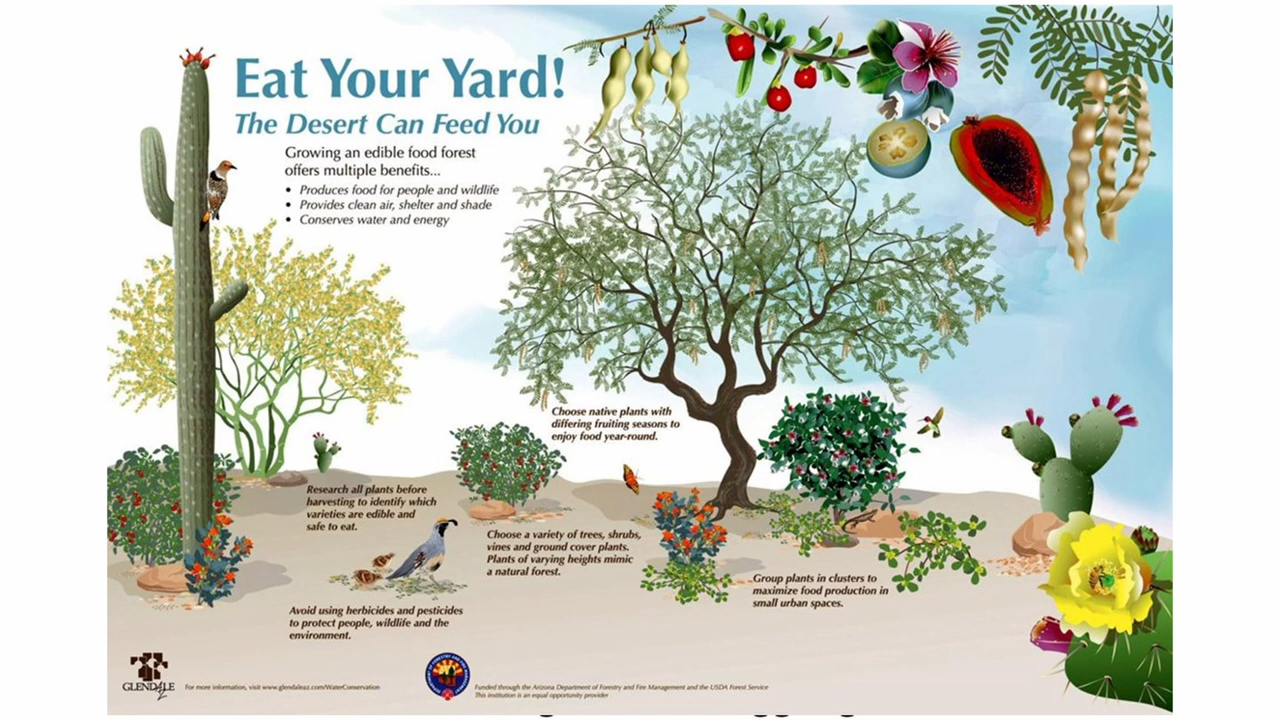 Eat Your Yard!
The Desert Can Feed You
Growing an edible food forest
offers multiple benefits...
• Produces food for people and wildlife
• Provides clean air, shelter and shade
• Conserves water and energy
Choose native plants with
differing fruiting seasons to
enjoy food year-round.
Research all plants before
harvesting to identify which
varieties are edible and
safe to eat.
Choose a variety of trees, shrubs,
vines and ground cover plants.
Plants of varying heights mimic
a natural forest.
Group plants in clusters to
maximize food production in
small urban spaces.
Avoid using herbicides and pesticides
to protect people, wildlife and the
environment.
GLENDALE
For more information, visit www.glendaleaz.com/WaterConservation
Funded through the Arizona Department of Forestry and Fire Management and the USDA Forest Service
This institution is an equal opportunity provider